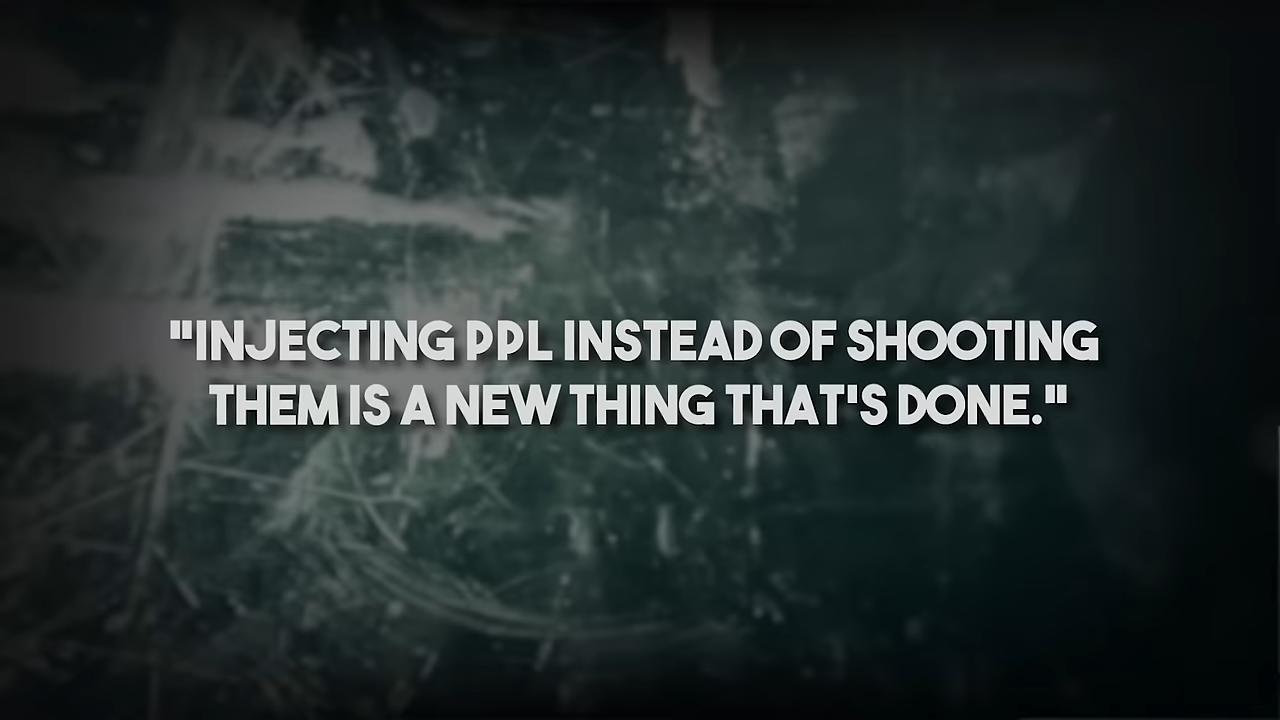 "INJECTING PPL INSTEAD OF SHOOTING
THEM IS A NEW THING THAT'S DONE."